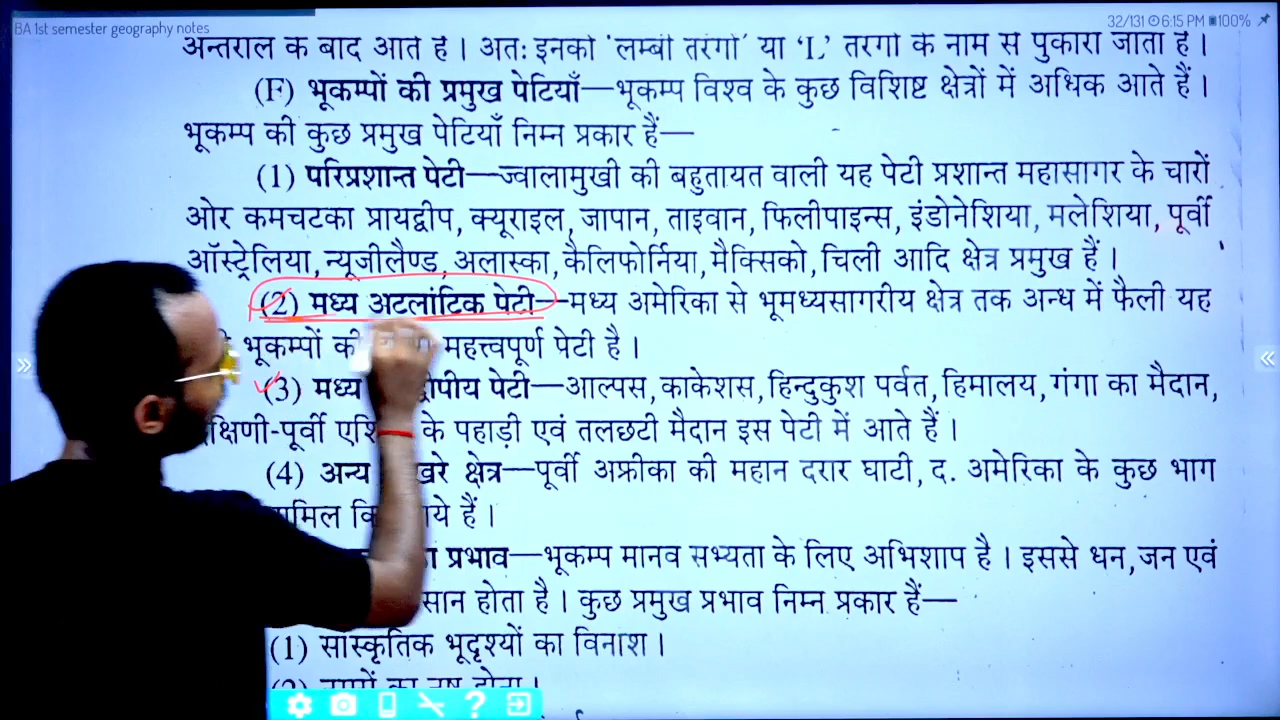 BA 1st semester geography notes
32/131 6:15 PM 100%
अन्तराल के बाद आते हैं। अतः इनको 'लम्बी तरंगों' या 'L' तरंगों के नाम से पुकारा जाता है।
(F) भूकम्पों की प्रमुख पेटियाँ—भूकम्प विश्व के कुछ विशिष्ट क्षेत्रों में अधिक आते हैं।
भूकम्प की कुछ प्रमुख पेटियाँ निम्न प्रकार हैं—
(1) परिप्रशान्त पेटी—ज्वालामुखी की बहुतायत वाली यह पेटी प्रशान्त महासागर के चारों
ओर कमचटका प्रायद्वीप, क्यूराइल, जापान, ताइवान, फिलीपाइन्स, इंडोनेशिया, मलेशिया, पूर्वी
ऑस्ट्रेलिया, न्यूजीलैण्ड, अलास्का, कैलिफोर्निया, मैक्सिको, चिली आदि क्षेत्र प्रमुख हैं।
(2) मध्य अटलांटिक पेटी—मध्य अमेरिका से भूमध्यसागरीय क्षेत्र तक अन्ध में फैली यह
भूकम्पों की महत्त्वपूर्ण पेटी है।
(3) मध्य पेटी—आल्पस, काकेशस, हिन्दुकुश पर्वत, हिमालय, गंगा का मैदान,
के पहाड़ी एवं तलछटी मैदान इस पेटी में आते हैं।
(4) अन्य क्षेत्र—पूर्वी अफ्रीका की महान दरार घाटी, द. अमेरिका के कुछ भाग
हैं।
प्रभाव—भूकम्प मानव सभ्यता के लिए अभिशाप है। इससे धन, जन एवं
होता है। कुछ प्रमुख प्रभाव निम्न प्रकार हैं—
(1) सांस्कृतिक भूदृश्यों का विनाश।